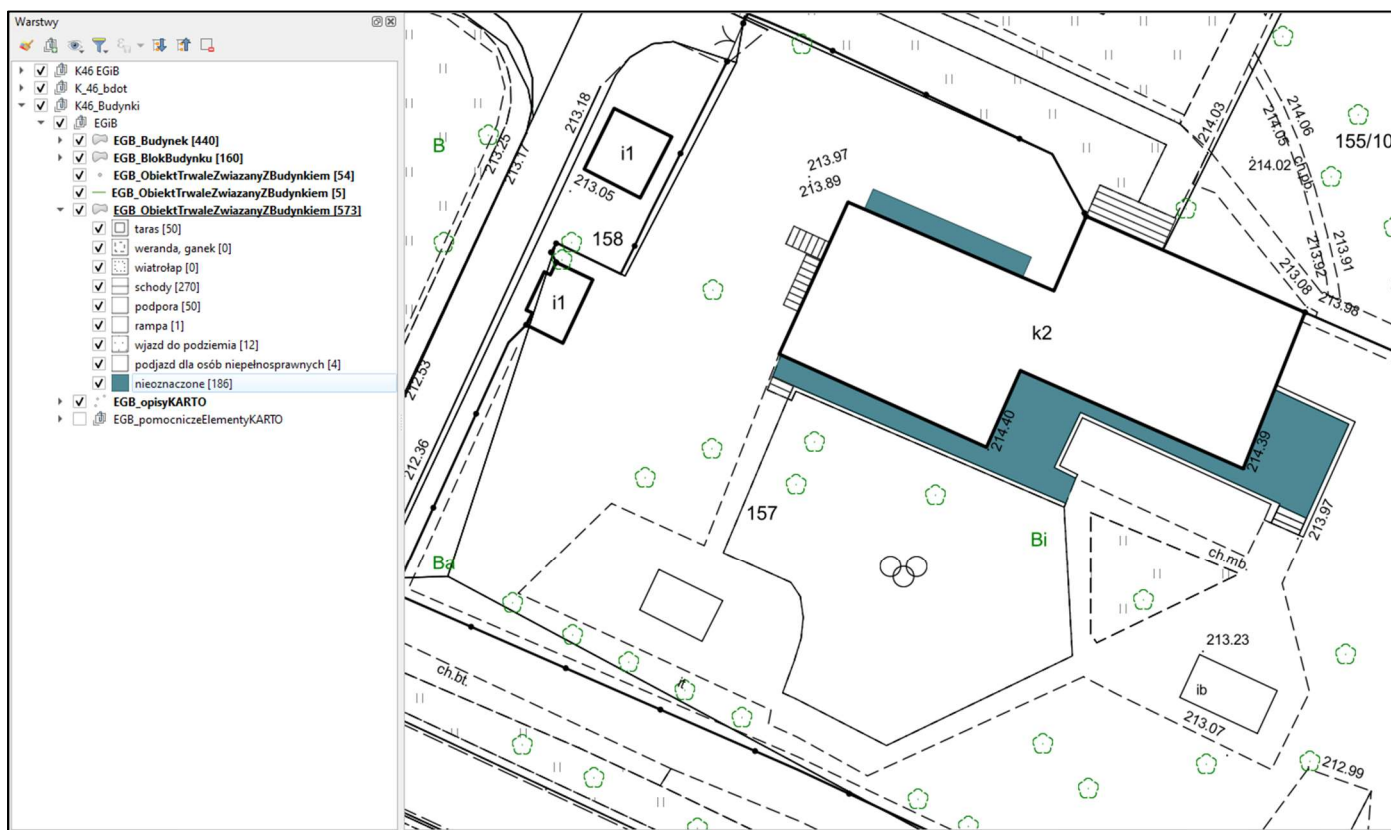 Warstwy
K46 EGiB
K_46_bdot
K46_Budynki
EGiB
EGB_Budynek [440]
EGB_BlokBudynku [160]
EGB_ObiektTrwaleZwiazanyZBudynkiem [54]
EGB_ObiektTrwaleZwiazanyZBudynkiem [5]
EGB_ObiektTrwaleZwiazanyZBudynkiem [573]
taras [50]
weranda, ganek [0]
wiatrołap [0]
schody [270]
podpora [50]
rampa [1]
wjazd do podziemia [12]
podjazd dla osób niepełnosprawnych [4]
nieoznaczone [186]
EGB_opisyKARTO
EGB_pomocniczeElementyKARTO
B
213.25
213.17
213.18
i1
213.05
158
i1
213.97
213.89
214.03
214.06
214.05
ch.pb.
214.02
155/10
213.91
213.92
213.08
213.98
k2
212.53
212.36
214.40
214.39
213.97
157
Bi
ch.mb.
Ba
213.23
ib
213.07
212.99
ch.bt.
it